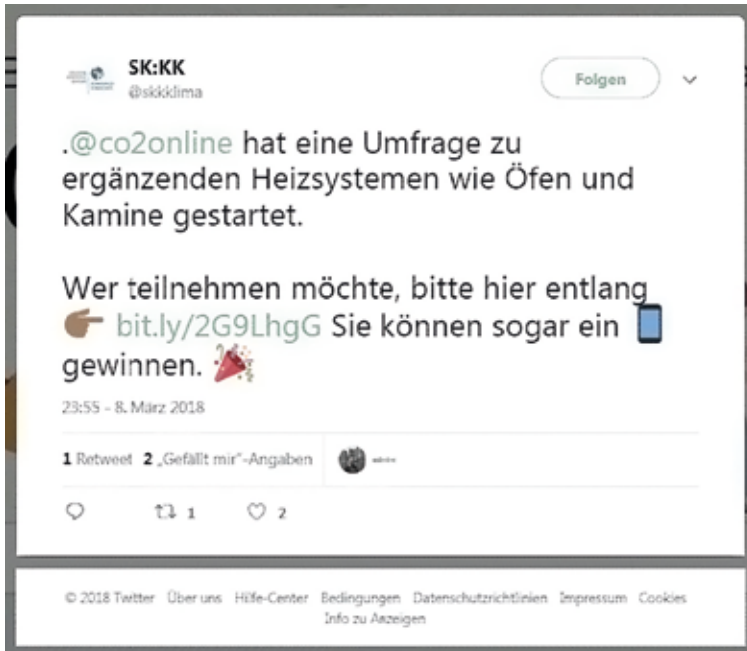 SK:KK
@skkklima
Folgen
.@co2online hat eine Umfrage zu
ergänzenden Heizsystemen wie Öfen und
Kamine gestartet.
Wer teilnehmen möchte, bitte hier entlang
👉🏽 bit.ly/2G9LhgG Sie können sogar ein 📱
gewinnen. 🎉
23:55 - 8. März 2018
1 Retweet 2 „Gefällt mir“-Angaben
1 2
© 2018 Twitter Über uns Hilfe-Center Bedingungen Datenschutzrichtlinien Impressum Cookies
Info zu Anzeigen